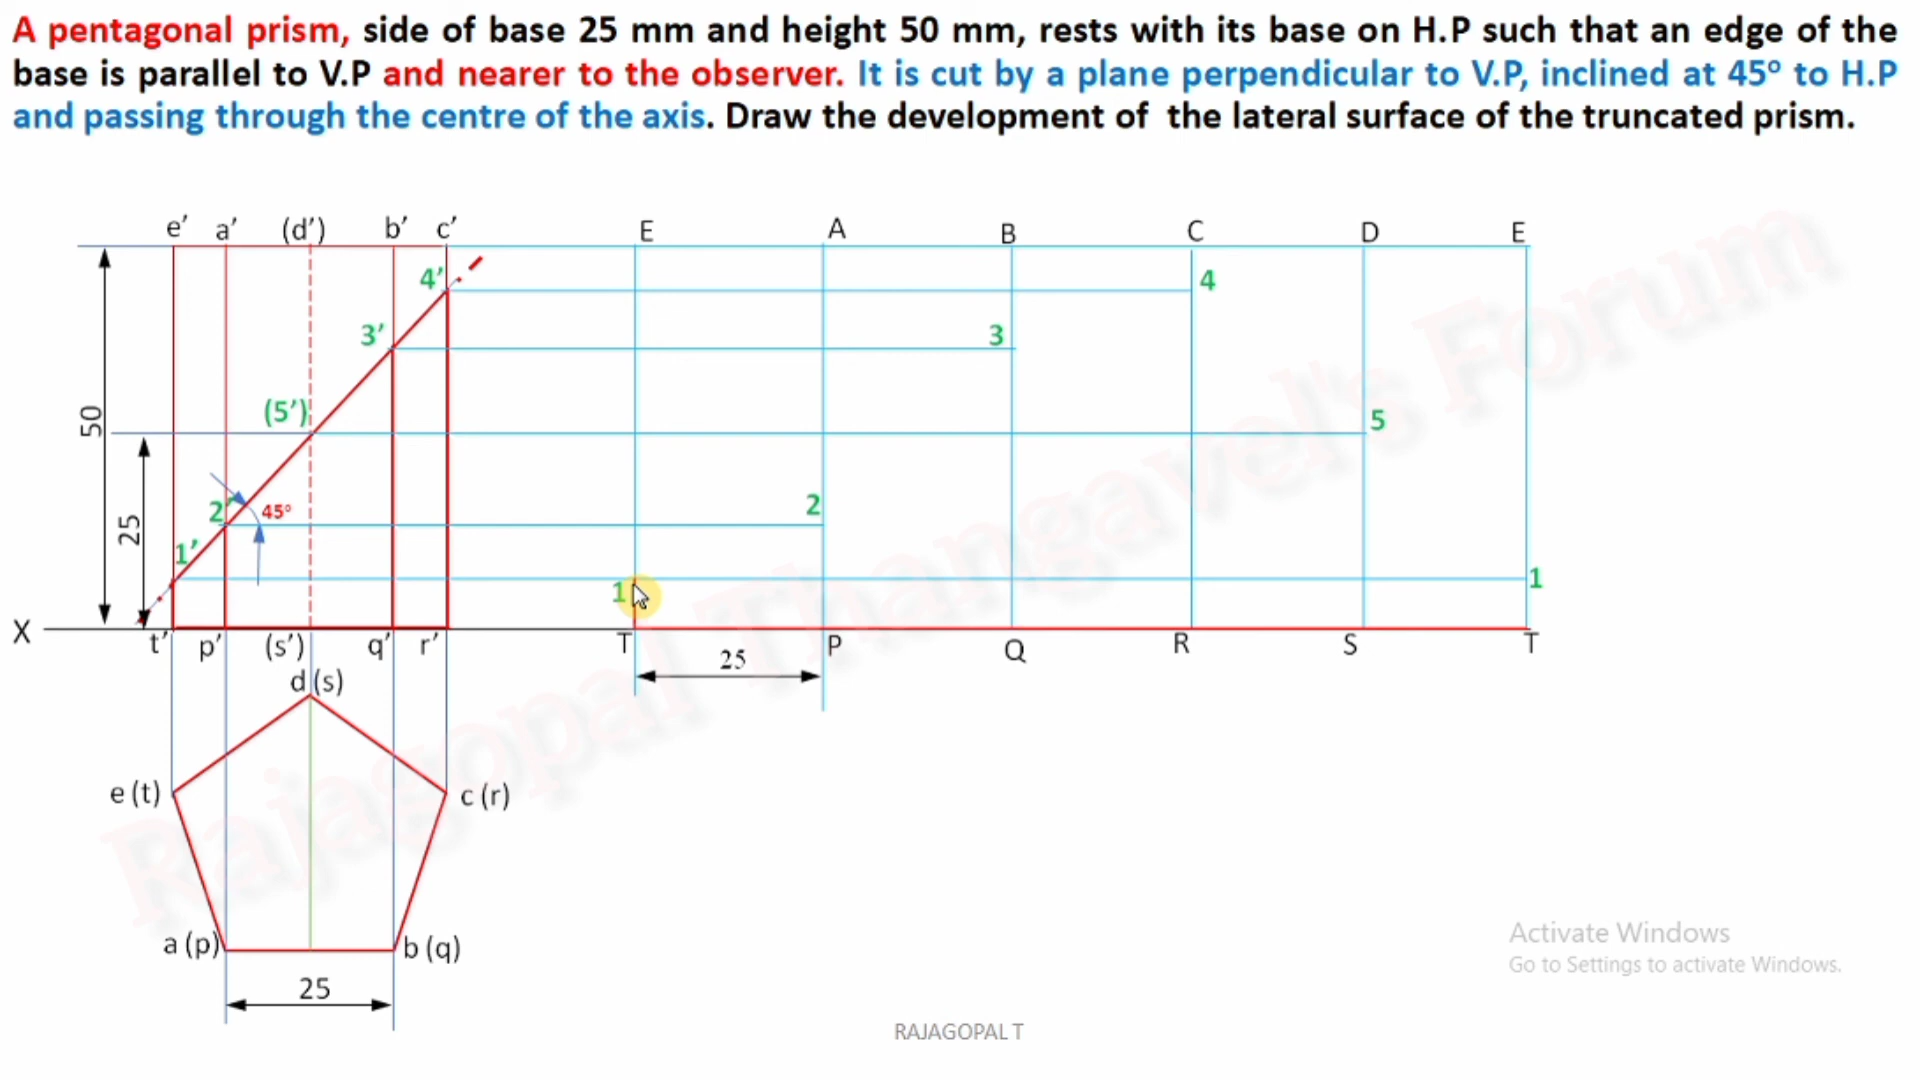 A pentagonal prism, side of base 25 mm and height 50 mm, rests with its base on H.P such that an edge of the
base is parallel to V.P and nearer to the observer. It is cut by a plane perpendicular to V.P, inclined at 45° to H.P
and passing through the centre of the axis. Draw the development of the lateral surface of the truncated prism.
e′ a′ (d′) b′ c′ E A B C D E
4′ 4
3′ 3
50 (5′) 5
2′ 45° 2
25
1′ 1 1
X t′ p′ (s′) q′ r′ T P Q R S T
25
d (s)
e (t) c (r)
a (p) b (q)
25
Rajagopal Thangavel's Forum
Activate Windows
Go to Settings to activate Windows.
RAJAGOPAL T